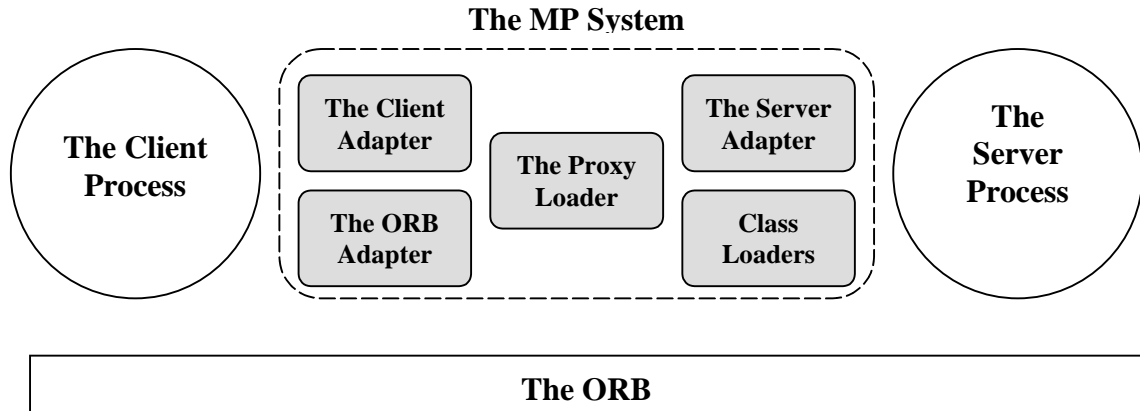 The MP System
The Client
Process
The Client
Adapter
The ORB
Adapter
The Proxy
Loader
The Server
Adapter
Class
Loaders
The
Server
Process
The ORB